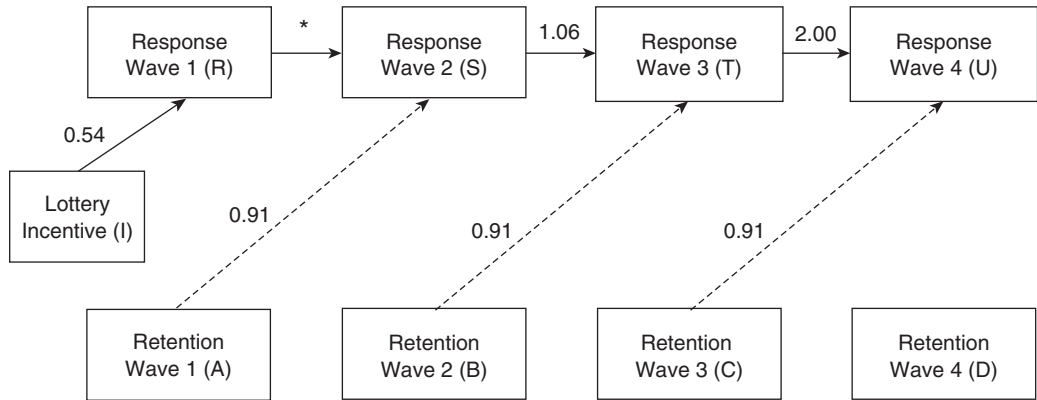 Response
Wave 1 (R)
*
Response
Wave 2 (S)
1.06
Response
Wave 3 (T)
2.00
Response
Wave 4 (U)
0.54
Lottery
Incentive (I)
0.91
0.91
0.91
Retention
Wave 1 (A)
Retention
Wave 2 (B)
Retention
Wave 3 (C)
Retention
Wave 4 (D)